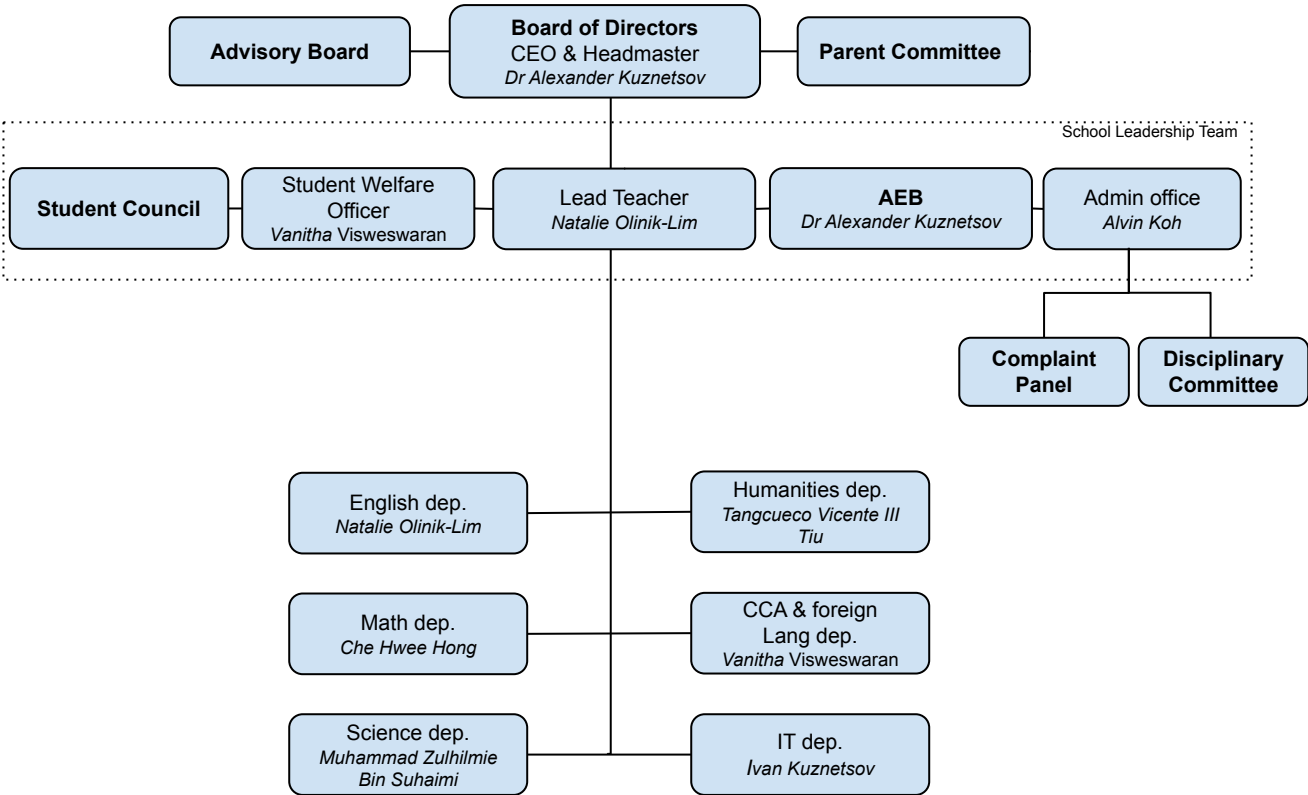 Advisory Board
Board of Directors
CEO & Headmaster
Dr Alexander Kuznetsov
Parent Committee
School Leadership Team
Student Council
Student Welfare
Officer
Vanitha Visweswaran
Lead Teacher
Natalie Olinik-Lim
AEB
Dr Alexander Kuznetsov
Admin office
Alvin Koh
Complaint
Panel
Disciplinary
Committee
English dep.
Natalie Olinik-Lim
Humanities dep.
Tangcueco Vicente III
Tiu
Math dep.
Che Hwee Hong
CCA & foreign
Lang dep.
Vanitha Visweswaran
Science dep.
Muhammad Zulhilmie
Bin Suhaimi
IT dep.
Ivan Kuznetsov